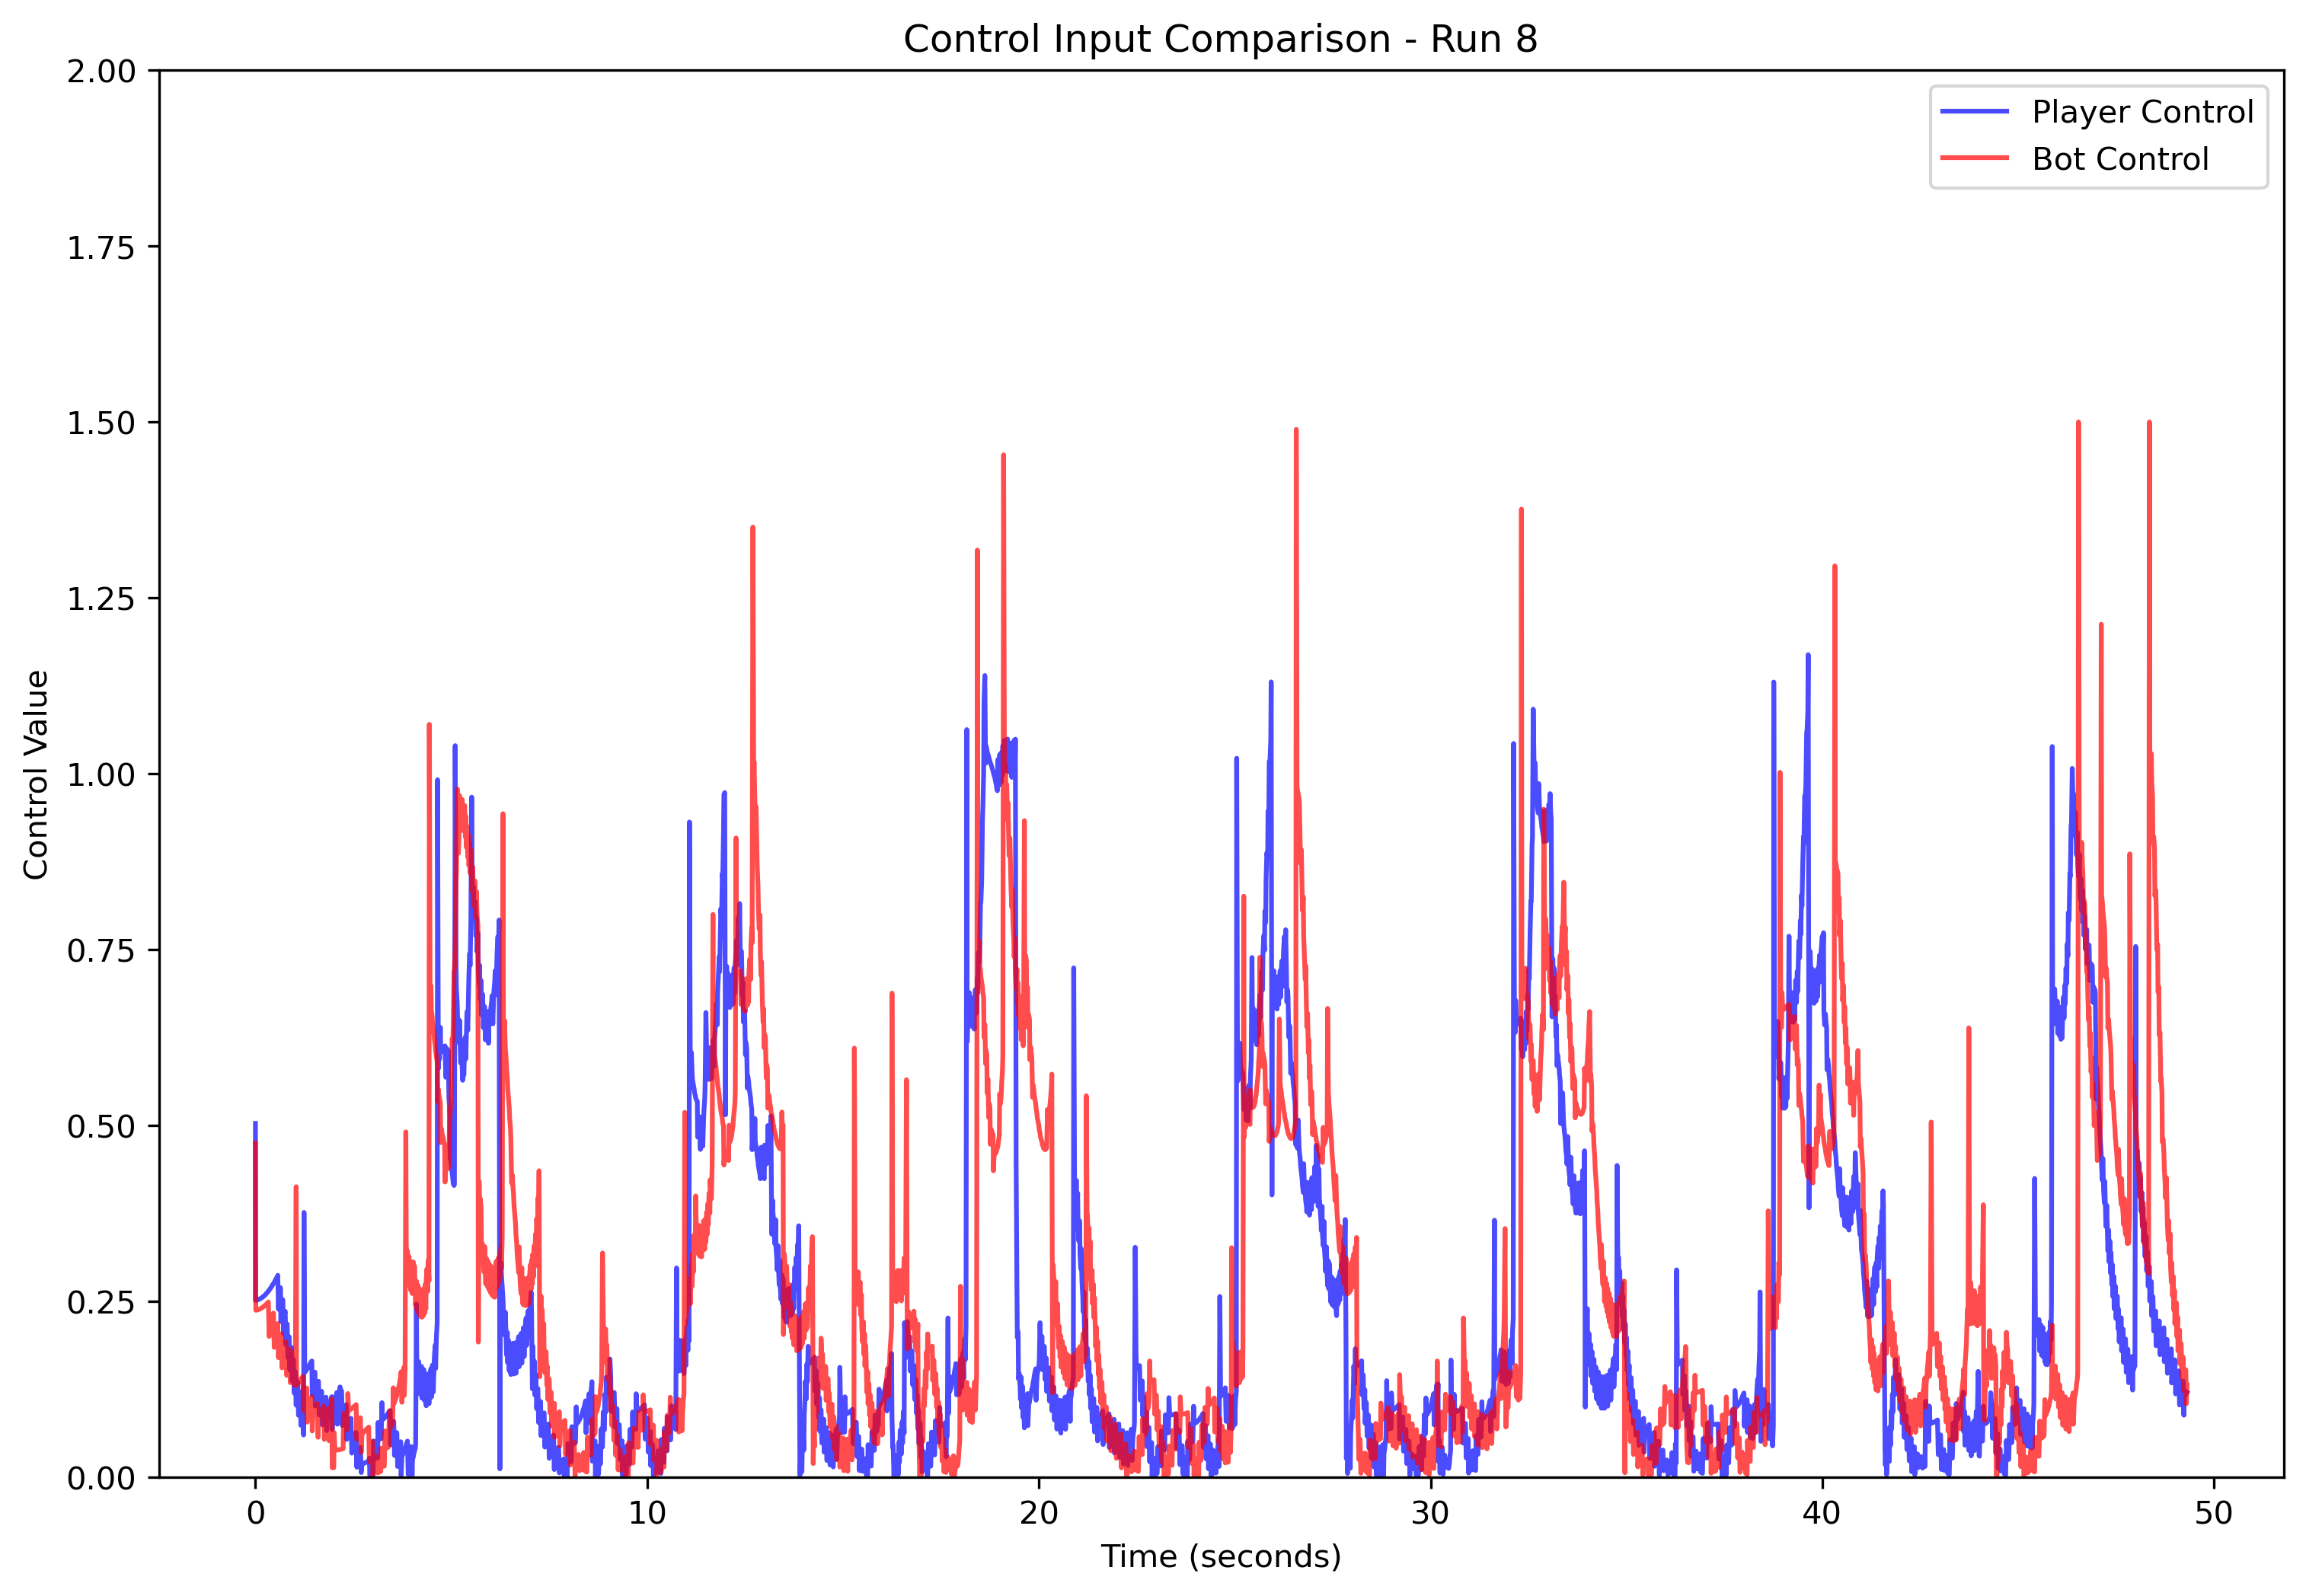 Control Input Comparison - Run 8
2.00
1.75
1.50
1.25
1.00
0.75
0.50
0.25
0.00
Control Value
Player Control
Bot Control
0 10 20 30 40 50
Time (seconds)